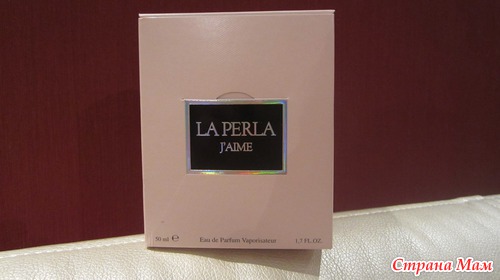 LA PERLA
J'AIME
50 ml ℮ Eau de Parfum Vaporisateur 1,7 FL.OZ.
Страна Мам